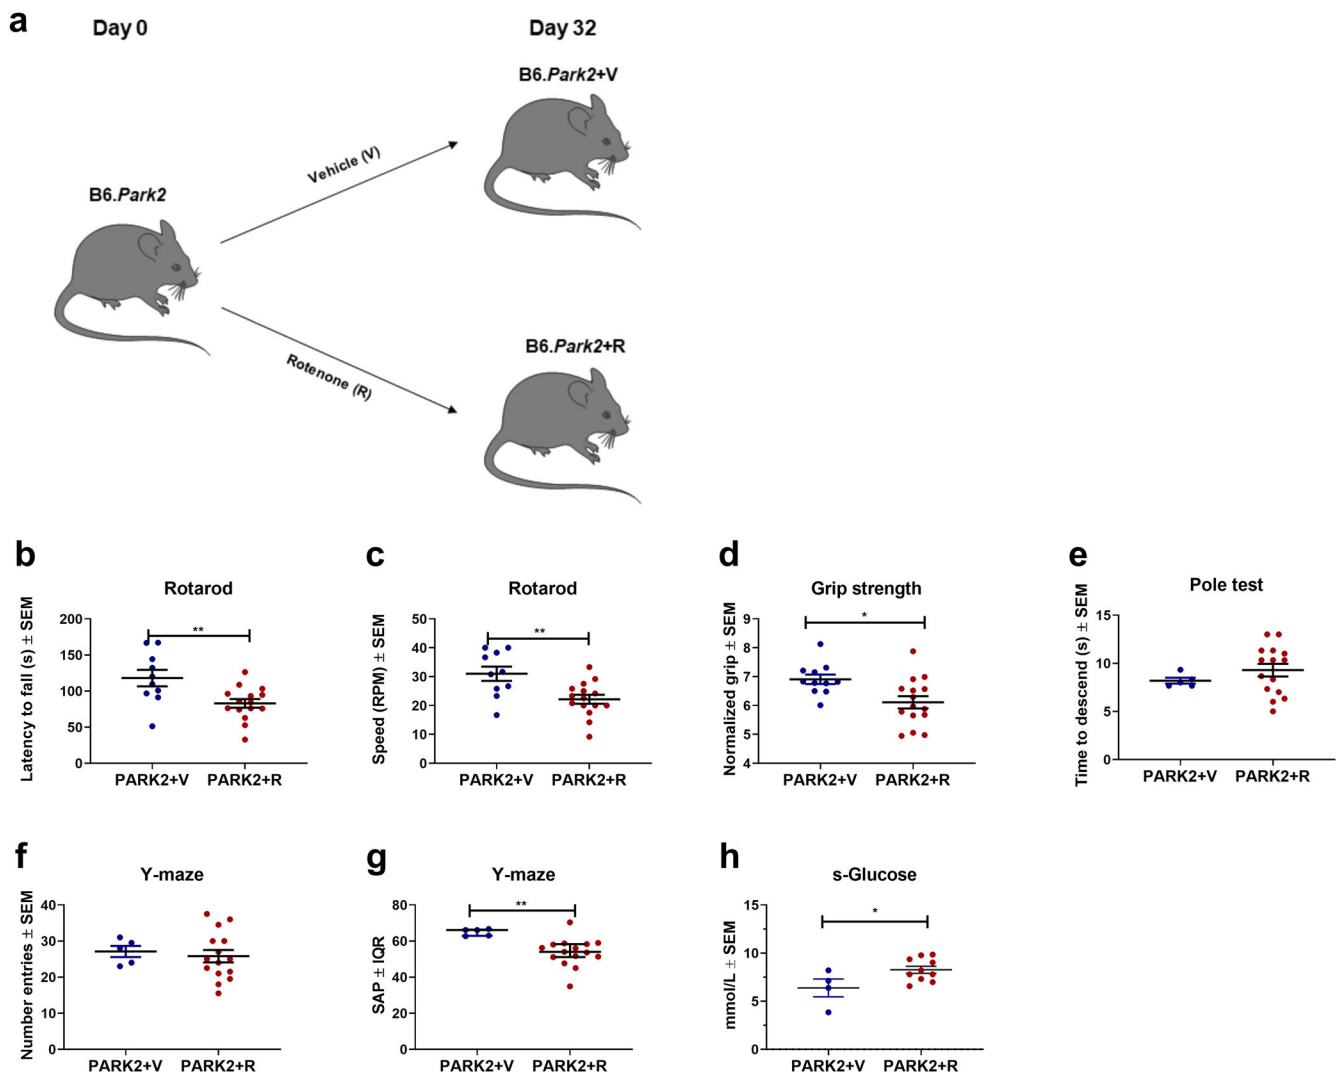 a
Day 0
Day 32
B6.Park2+V
Vehicle (V)
B6.Park2
B6.Park2+R
Rotenone (R)
b
Rotarod
Latency to fall (s) ± SEM
200
150
100
50
0
**
PARK2+V
PARK2+R
c
Rotarod
Speed (RPM) ± SEM
50
40
30
20
10
0
**
PARK2+V
PARK2+R
d
Grip strength
Normalized grip ± SEM
9
8
7
6
5
4
*
PARK2+V
PARK2+R
e
Pole test
Time to descend (s) ± SEM
15
10
5
0
PARK2+V
PARK2+R
f
Y-maze
Number entries ± SEM
40
30
20
10
0
PARK2+V
PARK2+R
g
Y-maze
SAP ± IQR
80
60
40
20
0
**
PARK2+V
PARK2+R
h
s-Glucose
mmol/L ± SEM
15
10
5
0
*
PARK2+V
PARK2+R